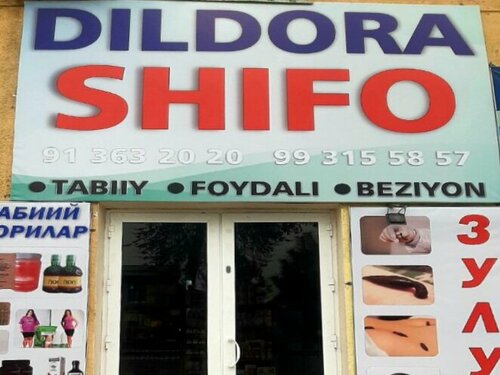 DILDORA
SHIFO
91 363 20 20 99 315 58 57
• TABIIY • FOYDALI • BEZIYON
АБИИЙ
ОРИЛАР
З
У
Л
У